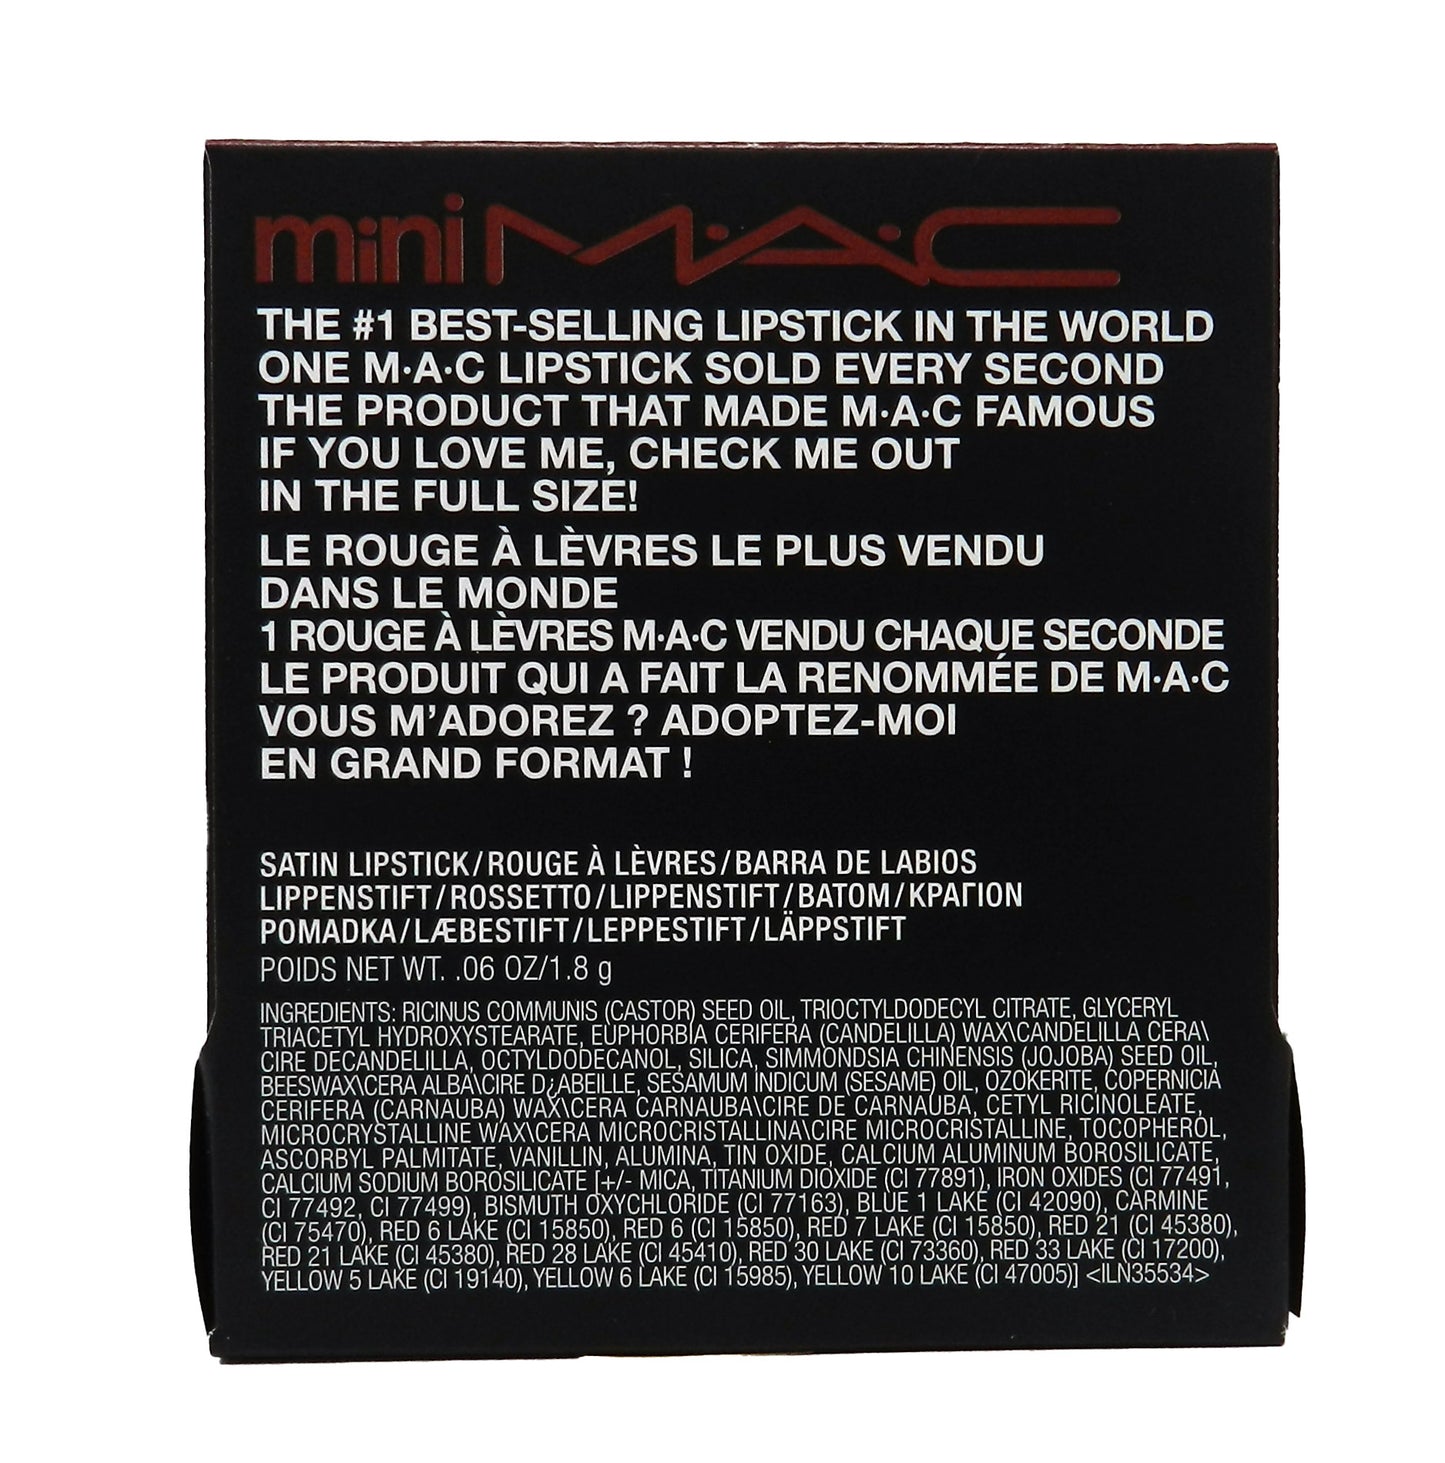 mini M·A·C
THE #1 BEST-SELLING LIPSTICK IN THE WORLD
ONE M·A·C LIPSTICK SOLD EVERY SECOND
THE PRODUCT THAT MADE M·A·C FAMOUS
IF YOU LOVE ME, CHECK ME OUT
IN THE FULL SIZE!
LE ROUGE À LÈVRES LE PLUS VENDU
DANS LE MONDE
1 ROUGE À LÈVRES M·A·C VENDU CHAQUE SECONDE
LE PRODUIT QUI A FAIT LA RENOMMÉE DE M·A·C
VOUS M'ADOREZ ? ADOPTEZ-MOI
EN GRAND FORMAT !
SATIN LIPSTICK/ROUGE À LÈVRES/BARRA DE LABIOS
LIPPENSTIFT/ROSSETTO/LIPPENSTIFT/BATOM/ΚΡΑΓΙΟΝ
POMADKA/LÆBESTIFT/LEPPESTIFT/LÄPPSTIFT
POIDS NET WT. .06 OZ/1.8 g
INGREDIENTS: RICINUS COMMUNIS (CASTOR) SEED OIL, TRIOCTYLDODECYL CITRATE, GLYCERYL
TRIACETYL HYDROXYSTEARATE, EUPHORBIA CERIFERA (CANDELILLA) WAX\CANDELILLA CERA\
CIRE DECANDELILLA, OCTYLDODECANOL, SILICA, SIMMONDSIA CHINENSIS (JOJOBA) SEED OIL,
BEESWAX\CERA ALBA\CIRE D¿ABEILLE, SESAMUM INDICUM (SESAME) OIL, OZOKERITE, COPERNICIA
CERIFERA (CARNAUBA) WAX\CERA CARNAUBA\CIRE DE CARNAUBA, CETYL RICINOLEATE,
MICROCRYSTALLINE WAX\CERA MICROCRISTALLINA\CIRE MICROCRISTALLINE, TOCOPHEROL,
ASCORBYL PALMITATE, VANILLIN, ALUMINA, TIN OXIDE, CALCIUM ALUMINUM BOROSILICATE,
CALCIUM SODIUM BOROSILICATE [+/- MICA, TITANIUM DIOXIDE (CI 77891), IRON OXIDES (CI 77491,
CI 77492, CI 77499), BISMUTH OXYCHLORIDE (CI 77163), BLUE 1 LAKE (CI 42090), CARMINE
(CI 75470), RED 6 LAKE (CI 15850), RED 6 (CI 15850), RED 7 LAKE (CI 15850), RED 21 (CI 45380),
RED 21 LAKE (CI 45380), RED 28 LAKE (CI 45410), RED 30 LAKE (CI 73360), RED 33 LAKE (CI 17200),
YELLOW 5 LAKE (CI 19140), YELLOW 6 LAKE (CI 15985), YELLOW 10 LAKE (CI 47005)] <ILN35534>